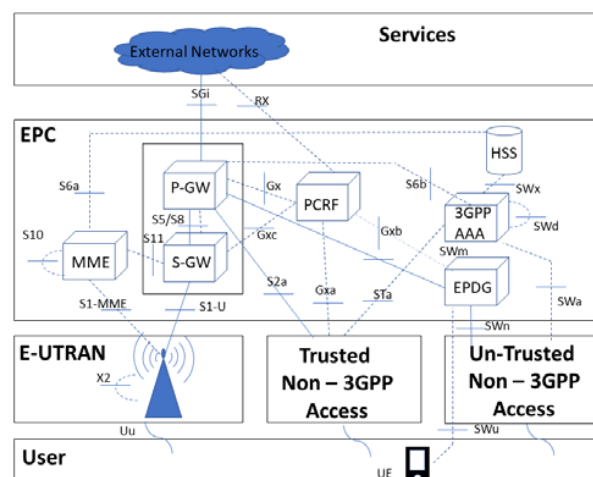 Services
External Networks
SGi
RX
EPC
HSS
S6a
P-GW
Gx
S6b
SWx
PCRF
3GPP
AAA
SWd
S5/S8
S10
S11
Gxc
Gxb
MME
S-GW
SWm
EPDG
S2a
Gxa
STa
SWa
S1-MME
S1-U
SWn
E-UTRAN
X2
Trusted
Non – 3GPP
Access
Un-Trusted
Non – 3GPP
Access
Uu
SWu
User
UE